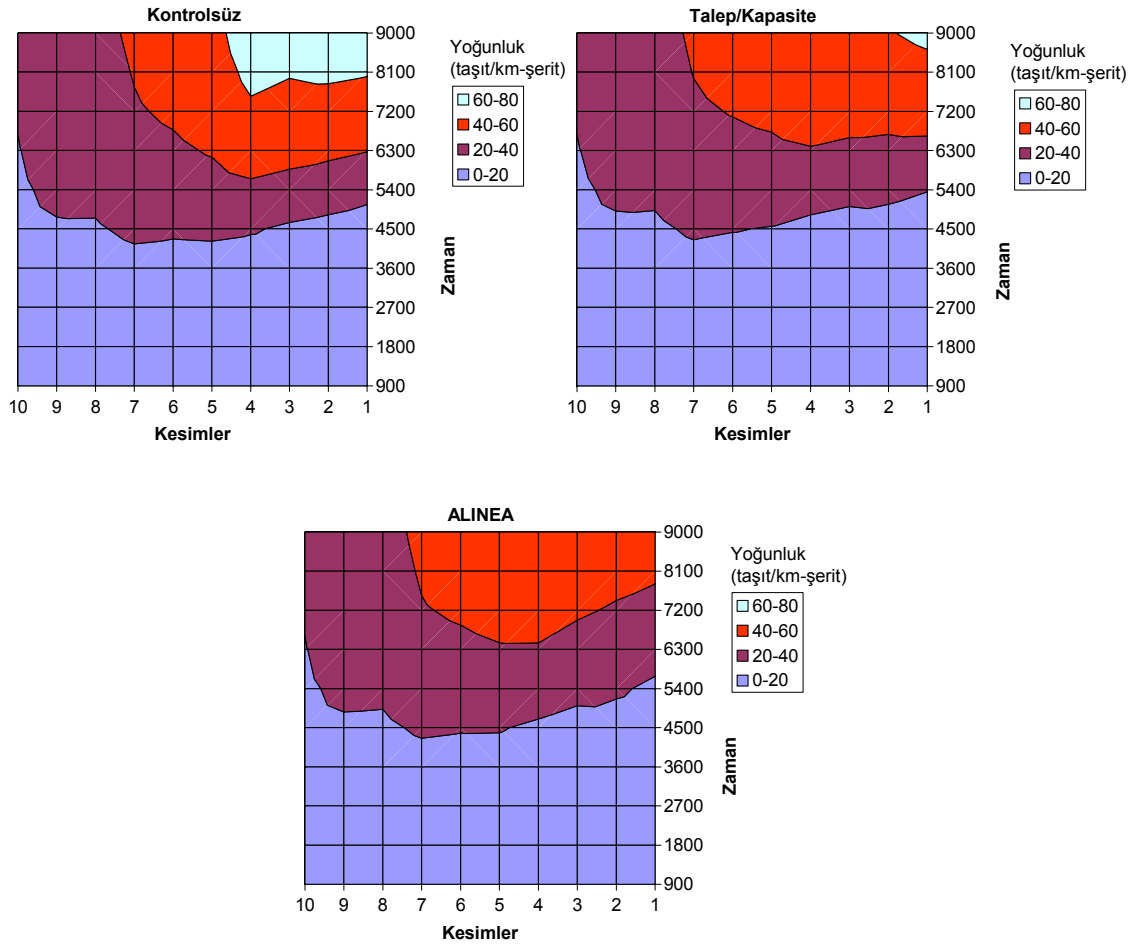 Kontrolsüz
9000
8100
7200
6300
5400
4500
3600
2700
1800
900
Zaman
10 9 8 7 6 5 4 3 2 1
Kesimler
Yoğunluk
(taşıt/km-şerit)
60-80
40-60
20-40
0-20
Talep/Kapasite
9000
8100
7200
6300
5400
4500
3600
2700
1800
900
Zaman
10 9 8 7 6 5 4 3 2 1
Kesimler
Yoğunluk
(taşıt/km-şerit)
60-80
40-60
20-40
0-20
ALINEA
9000
8100
7200
6300
5400
4500
3600
2700
1800
900
Zaman
10 9 8 7 6 5 4 3 2 1
Kesimler
Yoğunluk
(taşıt/km-şerit)
60-80
40-60
20-40
0-20